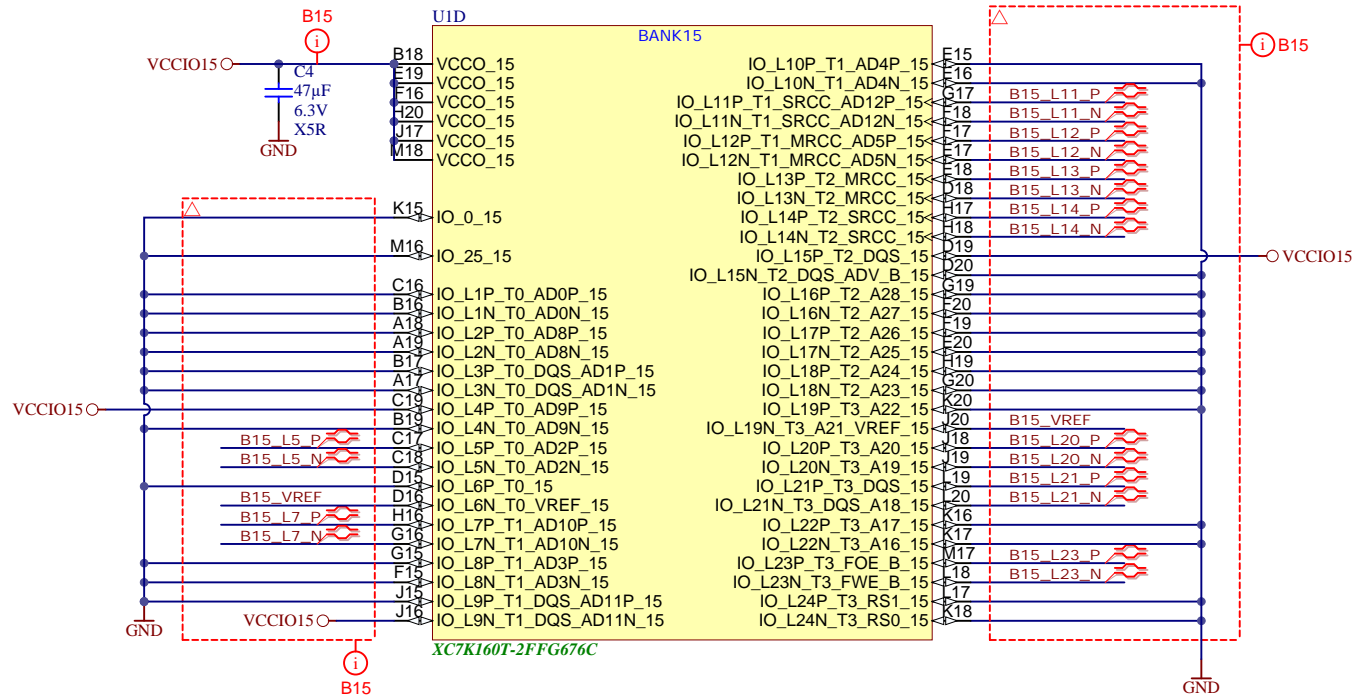 B15
U1D
BANK15
VCCIO15
C4
47µF
6.3V
X5R
GND
B18 VCCO_15
E19 VCCO_15
F16 VCCO_15
H20 VCCO_15
J17 VCCO_15
M18 VCCO_15
K15 IO_0_15
M16 IO_25_15
C16 IO_L1P_T0_AD0P_15
B16 IO_L1N_T0_AD0N_15
A18 IO_L2P_T0_AD8P_15
A19 IO_L2N_T0_AD8N_15
B17 IO_L3P_T0_DQS_AD1P_15
A17 IO_L3N_T0_DQS_AD1N_15
VCCIO15 C19 IO_L4P_T0_AD9P_15
B19 IO_L4N_T0_AD9N_15
B15_L5_P C17 IO_L5P_T0_AD2P_15
B15_L5_N C18 IO_L5N_T0_AD2N_15
D15 IO_L6P_T0_15
B15_VREF D16 IO_L6N_T0_VREF_15
B15_L7_P H16 IO_L7P_T1_AD10P_15
B15_L7_N G16 IO_L7N_T1_AD10N_15
G15 IO_L8P_T1_AD3P_15
F15 IO_L8N_T1_AD3N_15
J15 IO_L9P_T1_DQS_AD11P_15
VCCIO15 J16 IO_L9N_T1_DQS_AD11N_15
GND
B15
IO_L10P_T1_AD4P_15 E15
IO_L10N_T1_AD4N_15 E16
IO_L11P_T1_SRCC_AD12P_15 G17 B15_L11_P
IO_L11N_T1_SRCC_AD12N_15 F18 B15_L11_N
IO_L12P_T1_MRCC_AD5P_15 F17 B15_L12_P
IO_L12N_T1_MRCC_AD5N_15 E17 B15_L12_N
IO_L13P_T2_MRCC_15 E18 B15_L13_P
IO_L13N_T2_MRCC_15 D18 B15_L13_N
IO_L14P_T2_SRCC_15 H17 B15_L14_P
IO_L14N_T2_SRCC_15 H18 B15_L14_N
IO_L15P_T2_DQS_15 D19 VCCIO15
IO_L15N_T2_DQS_ADV_B_15 D20
IO_L16P_T2_A28_15 G19
IO_L16N_T2_A27_15 F20
IO_L17P_T2_A26_15 F19
IO_L17N_T2_A25_15 E20
IO_L18P_T2_A24_15 H19
IO_L18N_T2_A23_15 G20
IO_L19P_T3_A22_15 K20
IO_L19N_T3_A21_VREF_15 J20 B15_VREF
IO_L20P_T3_A20_15 J18 B15_L20_P
IO_L20N_T3_A19_15 J19 B15_L20_N
IO_L21P_T3_DQS_15 L19 B15_L21_P
IO_L21N_T3_DQS_A18_15 L20 B15_L21_N
IO_L22P_T3_A17_15 K16
IO_L22N_T3_A16_15 K17
IO_L23P_T3_FOE_B_15 M17 B15_L23_P
IO_L23N_T3_FWE_B_15 L18 B15_L23_N
IO_L24P_T3_RS1_15 L17
IO_L24N_T3_RS0_15 K18
B15
GND
XC7K160T-2FFG676C